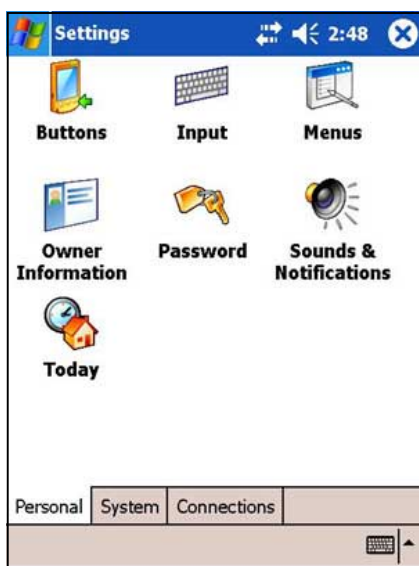 Settings 2:48
Buttons Input Menus
Owner Information Password Sounds & Notifications
Today
Personal System Connections